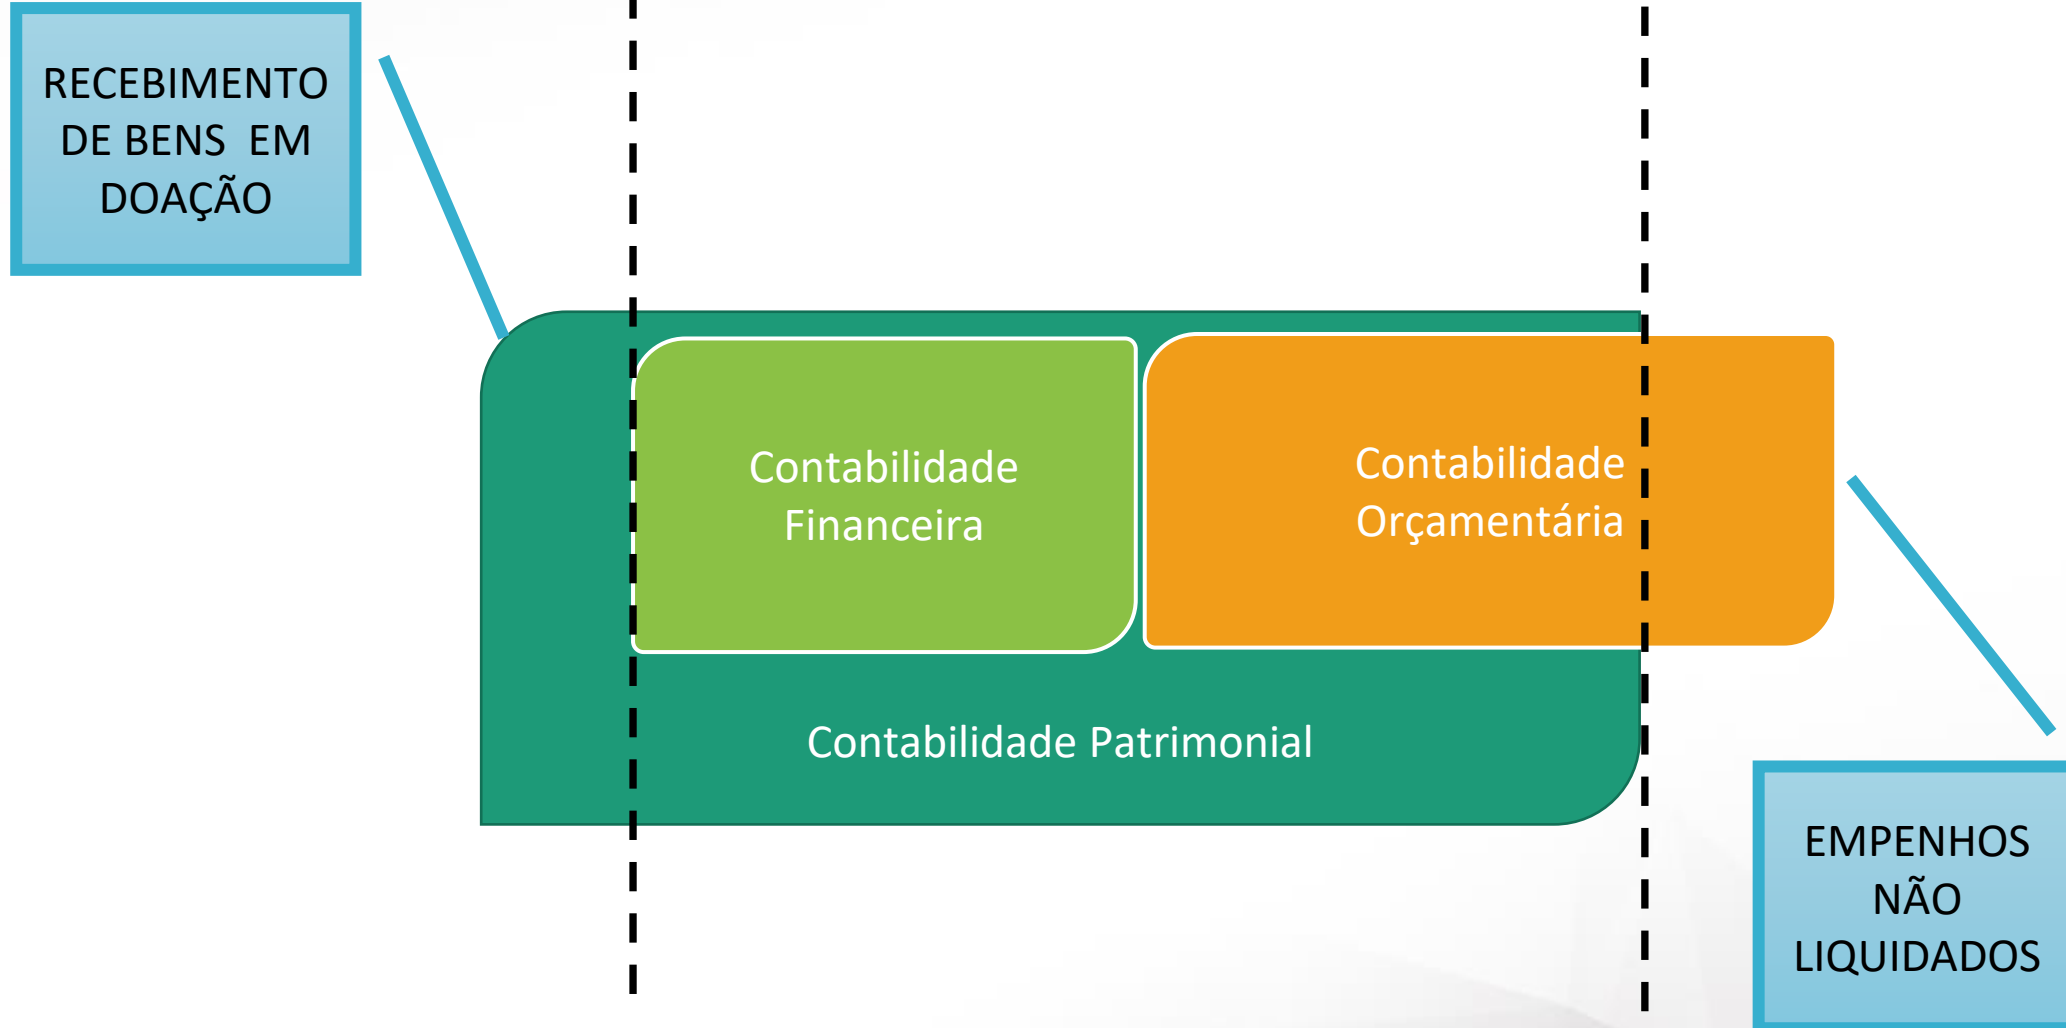 RECEBIMENTO
DE BENS  EM
DOAÇÃO
Contabilidade
Financeira
Contabilidade
Orçamentária
Contabilidade Patrimonial
EMPENHOS
NÃO
LIQUIDADOS